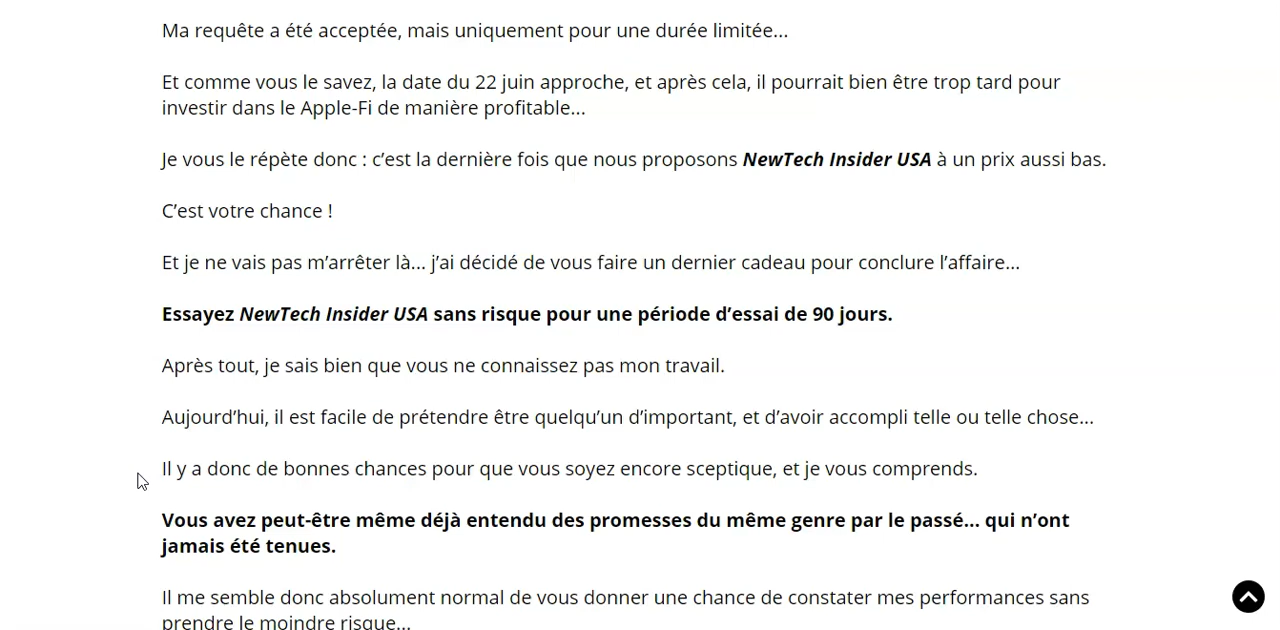 Ma requête a été acceptée, mais uniquement pour une durée limitée...
Et comme vous le savez, la date du 22 juin approche, et après cela, il pourrait bien être trop tard pour
investir dans le Apple-Fi de manière profitable...
Je vous le répète donc : c’est la dernière fois que nous proposons NewTech Insider USA à un prix aussi bas.
C’est votre chance !
Et je ne vais pas m’arrêter là... j’ai décidé de vous faire un dernier cadeau pour conclure l’affaire...
Essayez NewTech Insider USA sans risque pour une période d’essai de 90 jours.
Après tout, je sais bien que vous ne connaissez pas mon travail.
Aujourd’hui, il est facile de prétendre être quelqu’un d’important, et d’avoir accompli telle ou telle chose...
Il y a donc de bonnes chances pour que vous soyez encore sceptique, et je vous comprends.
Vous avez peut-être même déjà entendu des promesses du même genre par le passé... qui n’ont
jamais été tenues.
Il me semble donc absolument normal de vous donner une chance de constater mes performances sans
prendre le moindre risque...